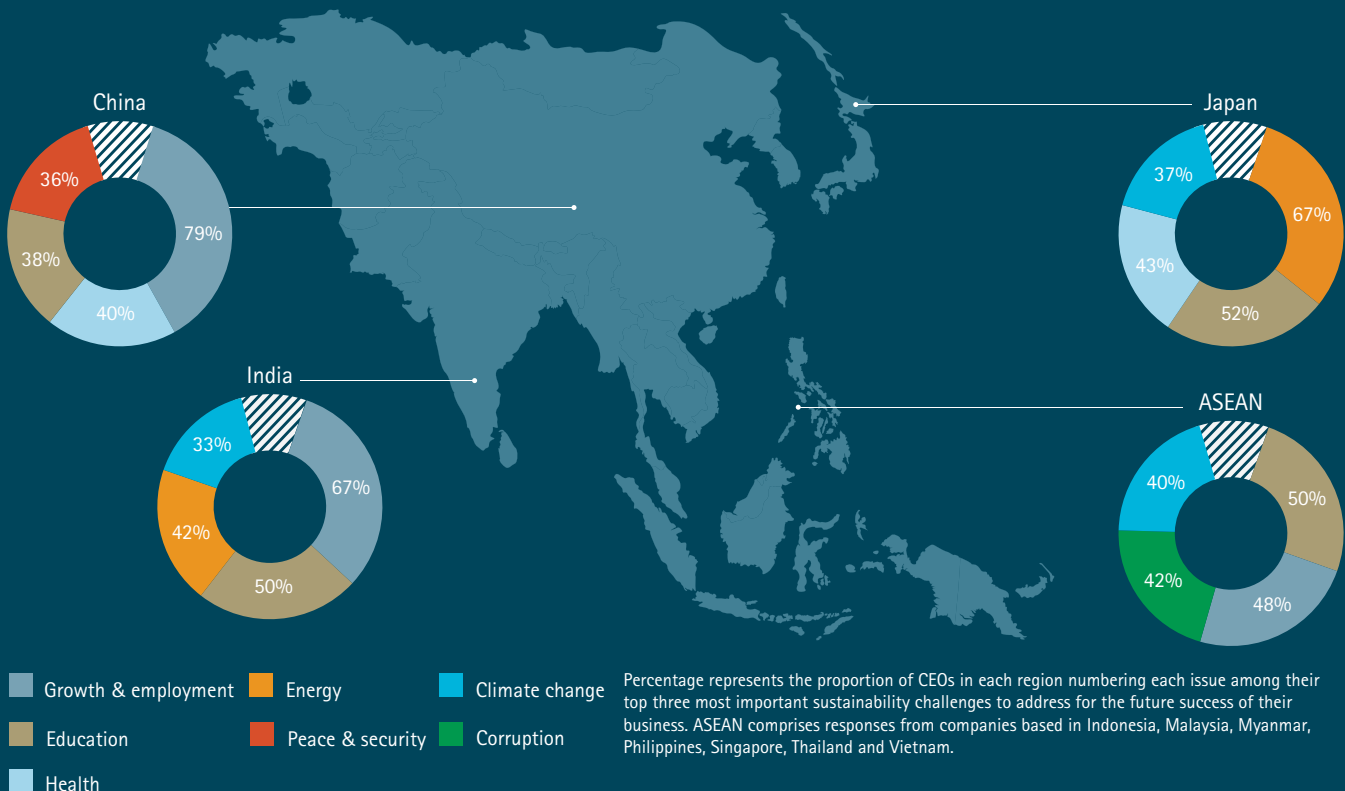 China
36%
79%
38%
40%
Japan
37%
67%
43%
52%
India
33%
67%
42%
50%
ASEAN
40%
50%
42%
48%
Growth & employment
Energy
Climate change
Education
Peace & security
Corruption
Health
Percentage represents the proportion of CEOs in each region numbering each issue among their
top three most important sustainability challenges to address for the future success of their
business. ASEAN comprises responses from companies based in Indonesia, Malaysia, Myanmar,
Philippines, Singapore, Thailand and Vietnam.